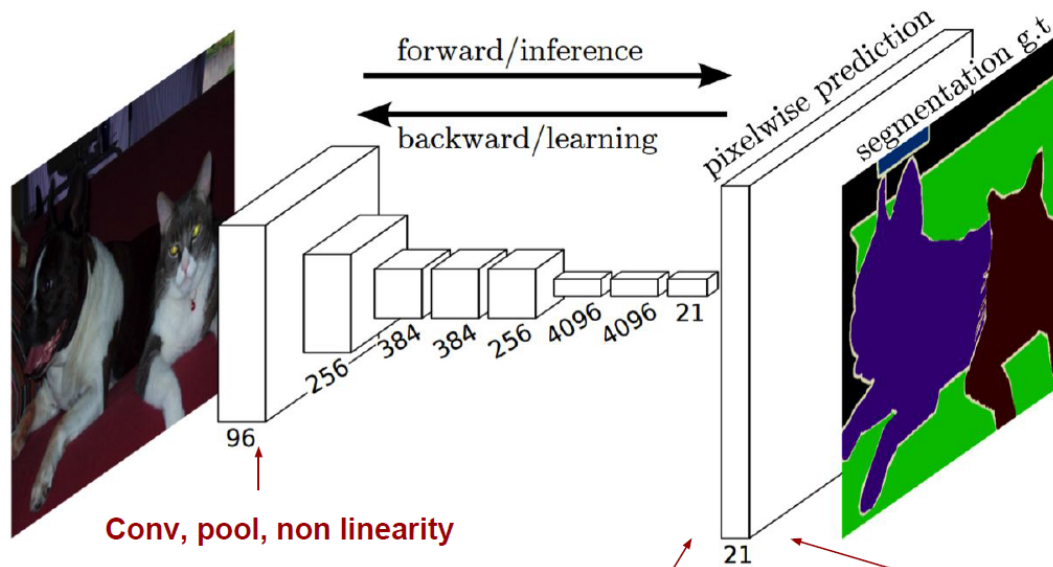 forward/inference
backward/learning
pixelwise prediction
segmentation g.t
96
256
384
384
256
4096
4096
21
21
Conv, pool, non linearity